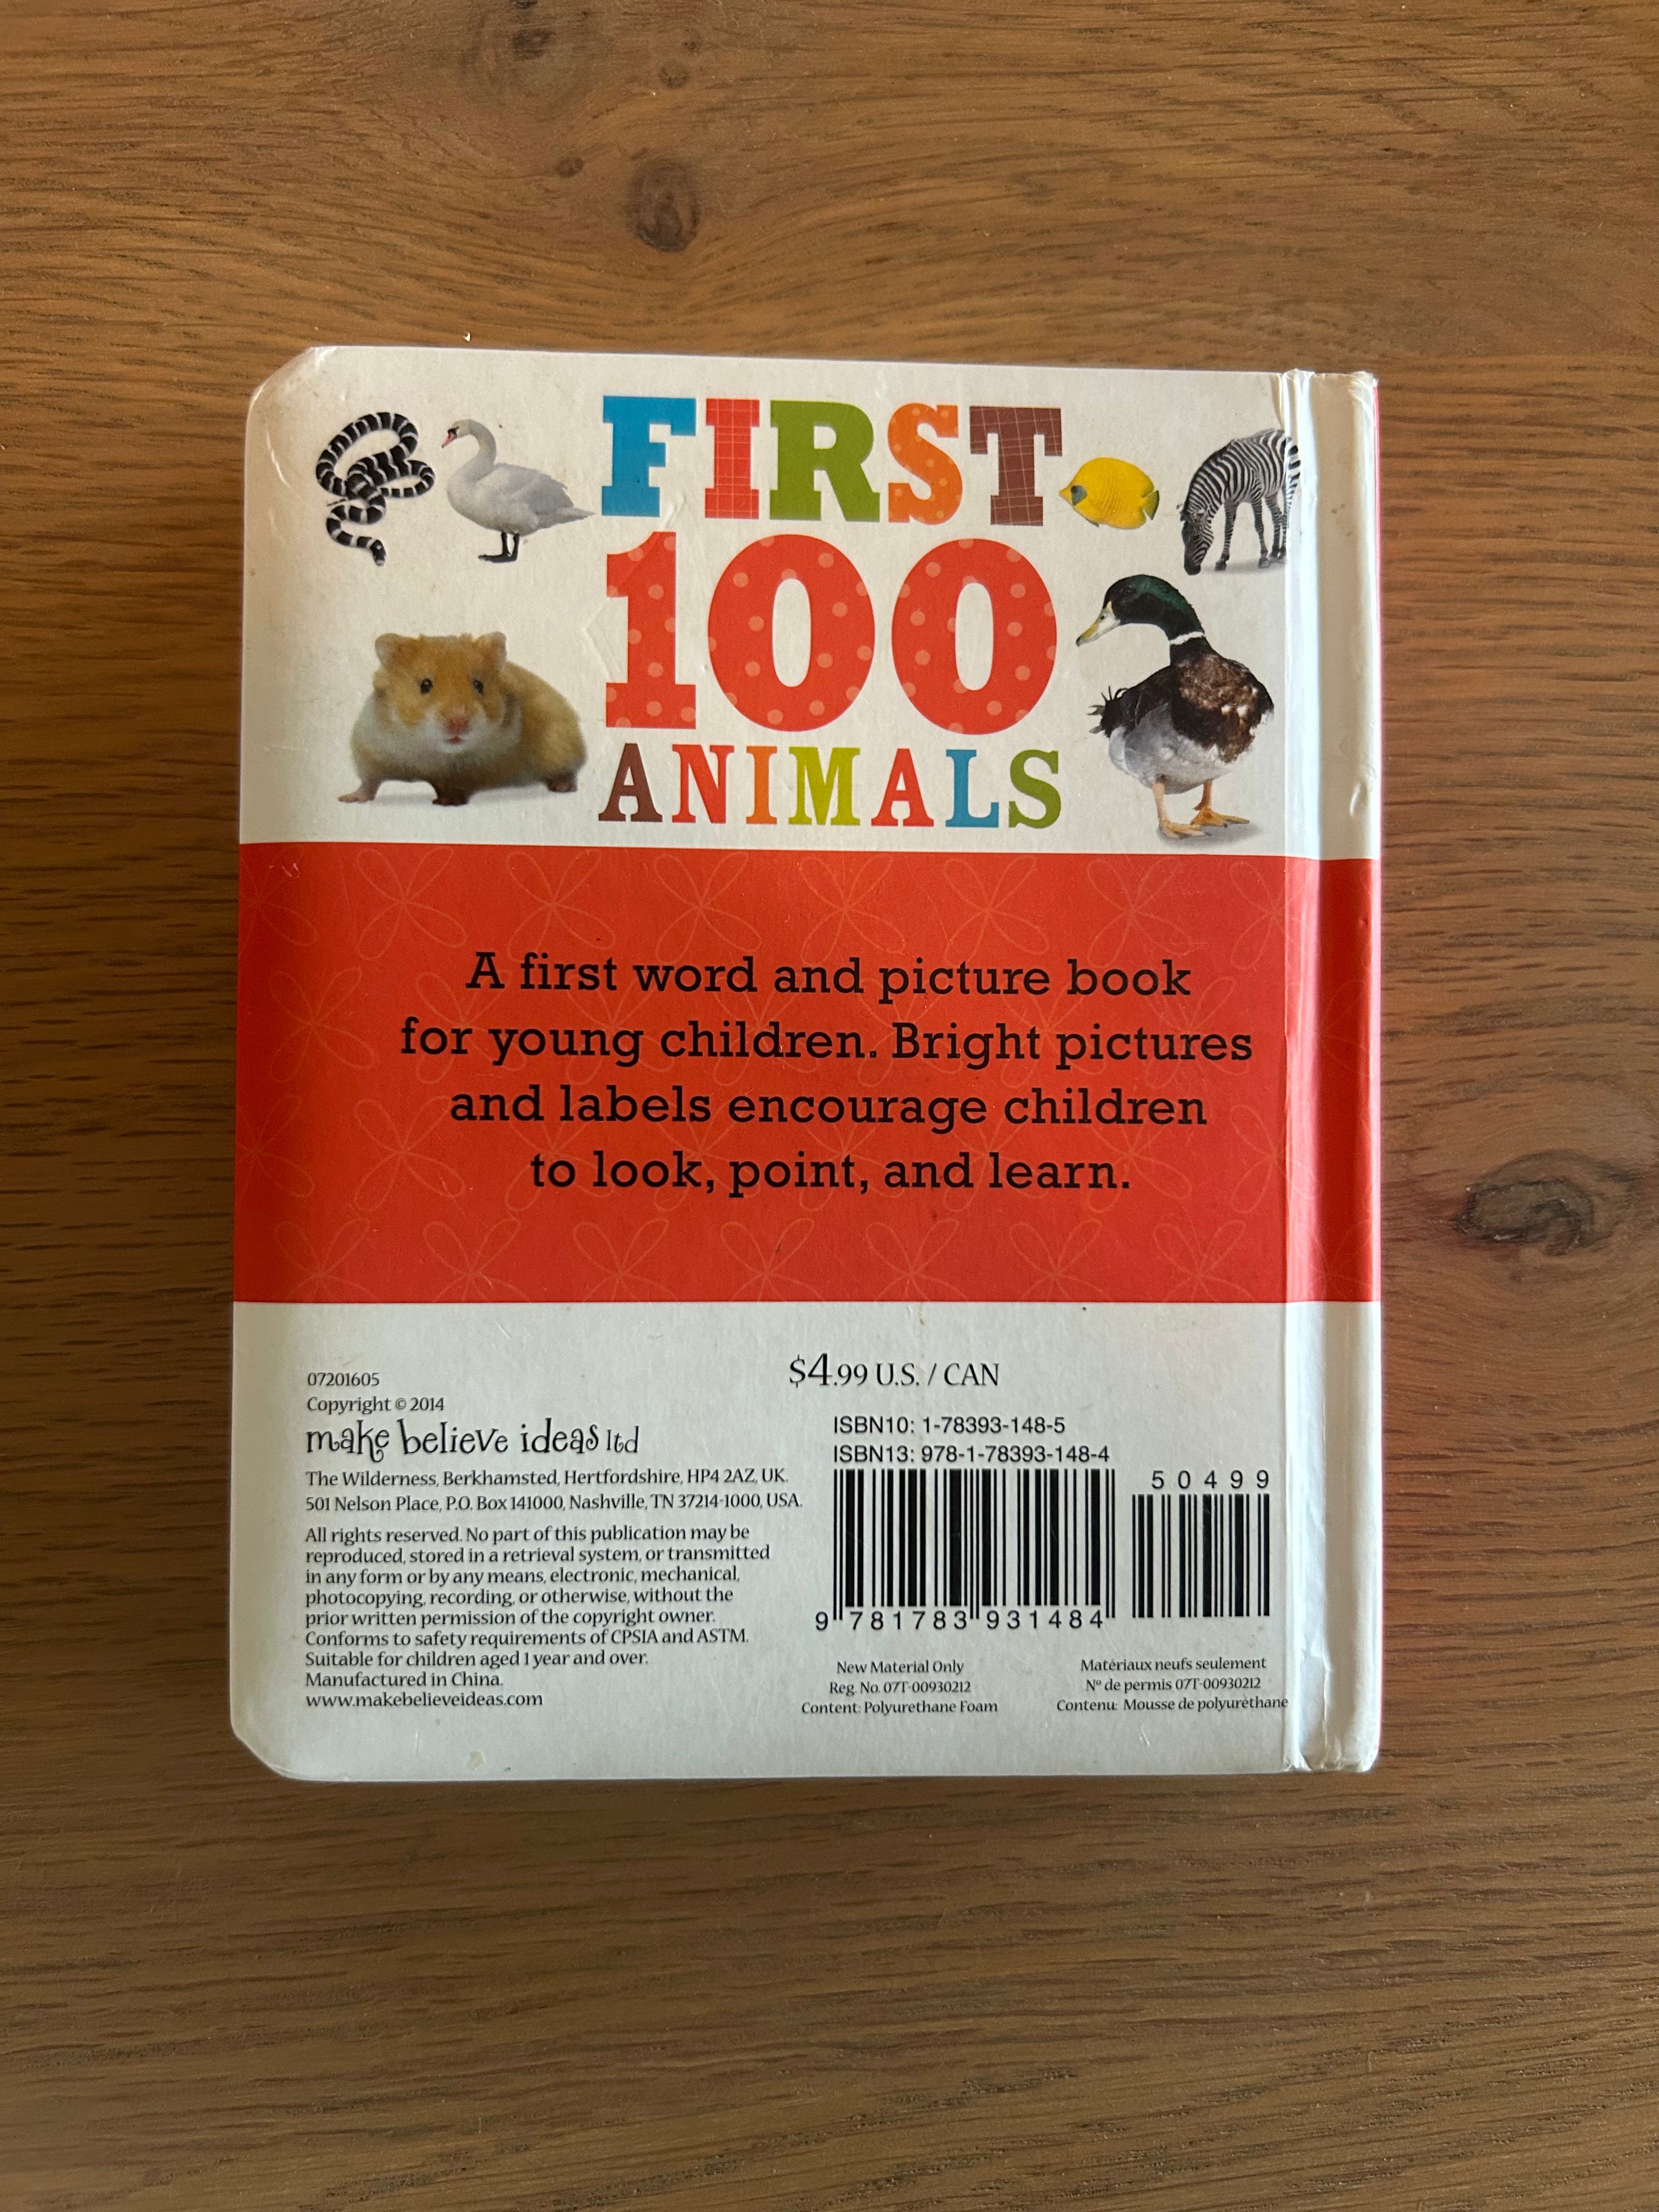 FIRST
100
ANIMALS
A first word and picture book
for young children. Bright pictures
and labels encourage children
to look, point, and learn.
07201605
Copyright © 2014
make believe ideas ltd
The Wilderness, Berkhamsted, Hertfordshire, HP4 2AZ, UK.
501 Nelson Place, P.O. Box 141000, Nashville, TN 37214-1000, USA.
All rights reserved. No part of this publication may be
reproduced, stored in a retrieval system, or transmitted
in any form or by any means, electronic, mechanical,
photocopying, recording, or otherwise, without the
prior written permission of the copyright owner.
Conforms to safety requirements of CPSIA and ASTM.
Suitable for children aged 1 year and over.
Manufactured in China.
www.makebelieveideas.com
$4.99 U.S. / CAN
ISBN10: 1-78393-148-5
ISBN13: 978-1-78393-148-4
50499
9 781783 931484
New Material Only
Reg. No. 07T-00930212
Content: Polyurethane Foam
Matériaux neufs seulement
Nº de permis 07T-00930212
Contenu: Mousse de polyuréthane